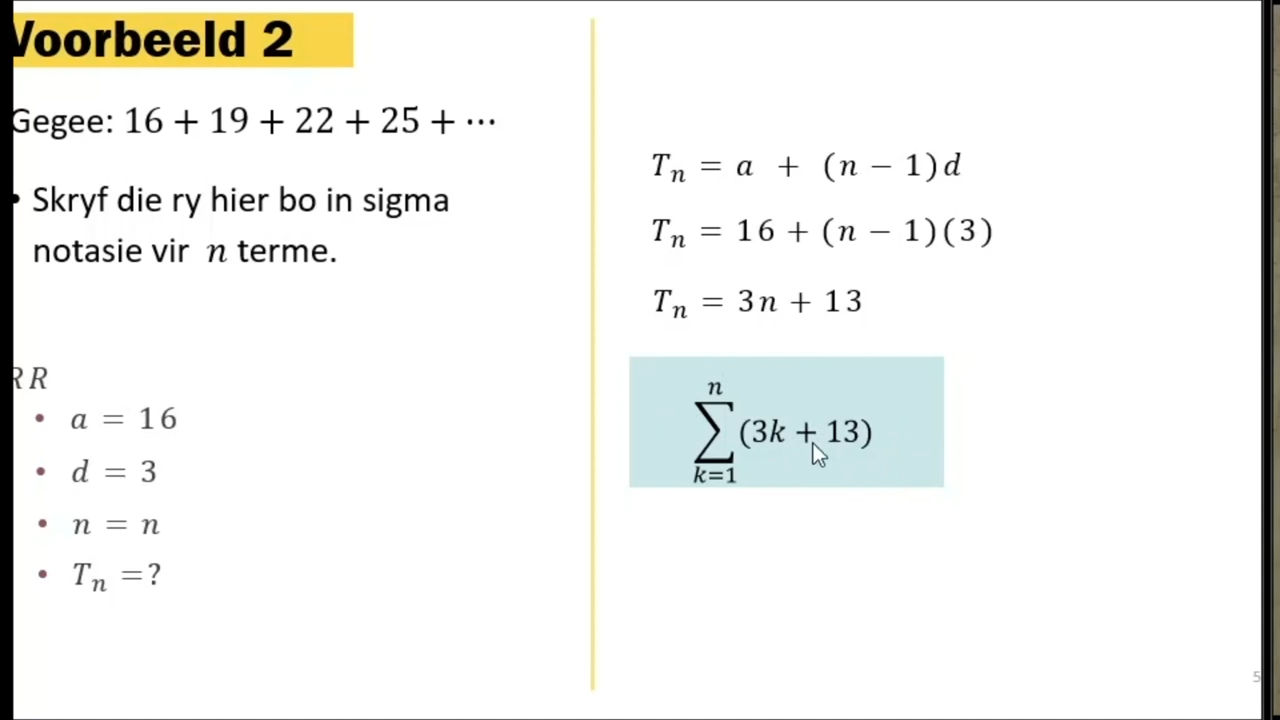 Voorbeeld 2
Gegee: 16 + 19 + 22 + 25 + ⋯
• Skryf die ry hier bo in sigma
notasie vir n terme.
RR
• a = 16
• d = 3
• n = n
• Tₙ =?
Tₙ = a + (n − 1)d
Tₙ = 16 + (n − 1)(3)
Tₙ = 3n + 13
n
∑(3k + 13)
k=1
5